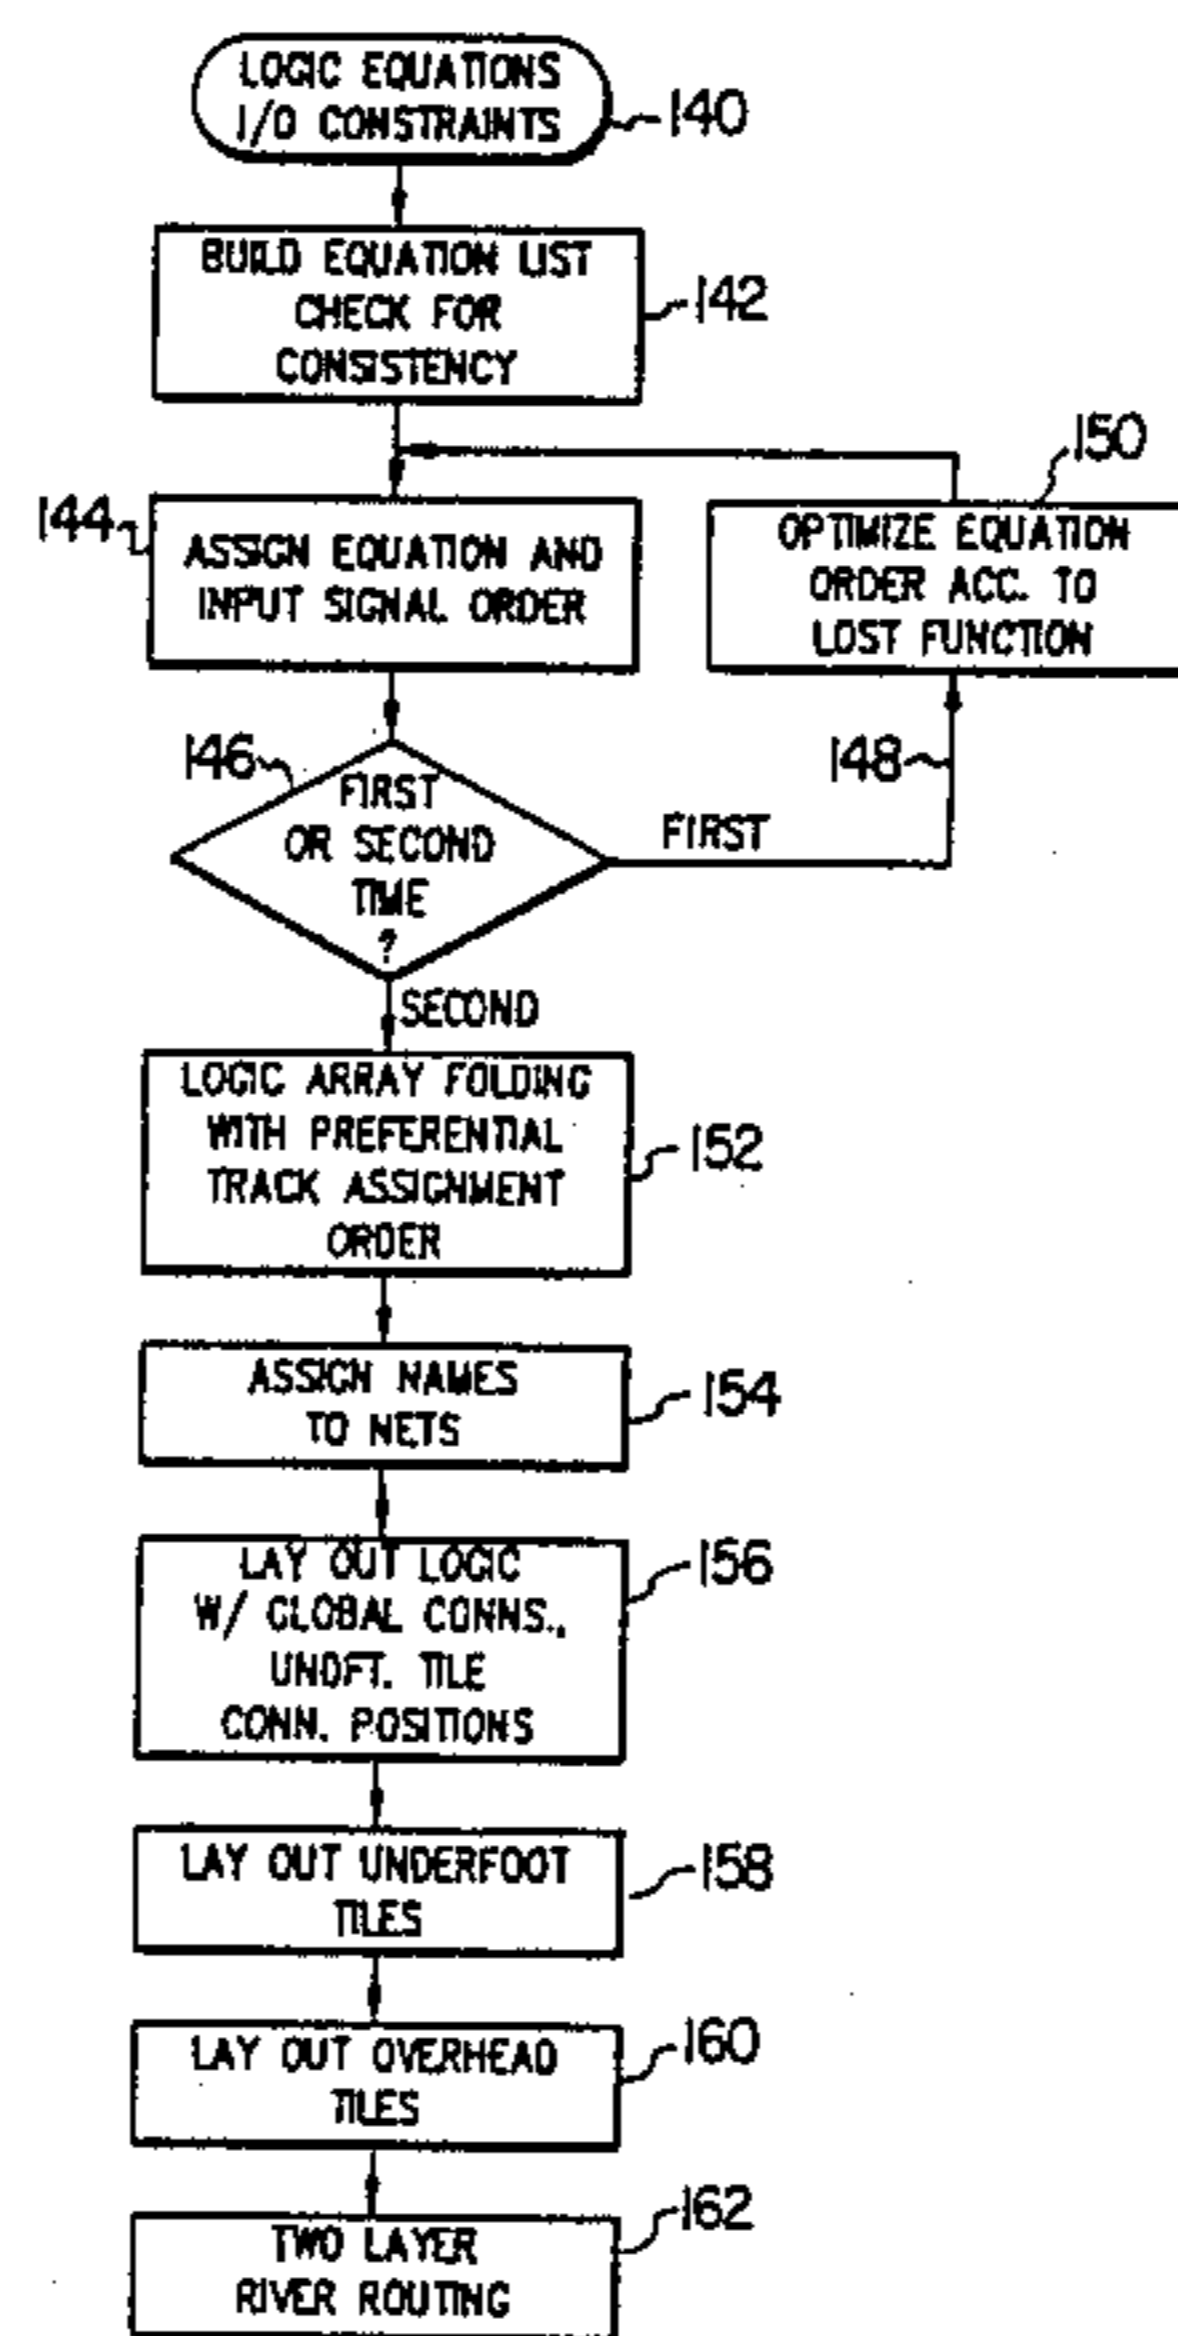 LOGIC EQUATIONS
I/O CONSTRAINTS
140
BUILD EQUATION LIST
CHECK FOR
CONSISTENCY
142
144
ASSIGN EQUATION AND
INPUT SIGNAL ORDER
150
OPTIMIZE EQUATION
ORDER ACC. TO
LOST FUNCTION
146
FIRST
OR SECOND
TIME
?
FIRST
148
SECOND
LOGIC ARRAY FOLDING
WITH PREFERENTIAL
TRACK ASSIGNMENT
ORDER
152
ASSIGN NAMES
TO NETS
154
LAY OUT LOGIC
W/ GLOBAL CONNS.,
UNDFT. TILE
CONN. POSITIONS
156
LAY OUT UNDERFOOT
TILES
158
LAY OUT OVERHEAD
TILES
160
TWO LAYER
RIVER ROUTING
162